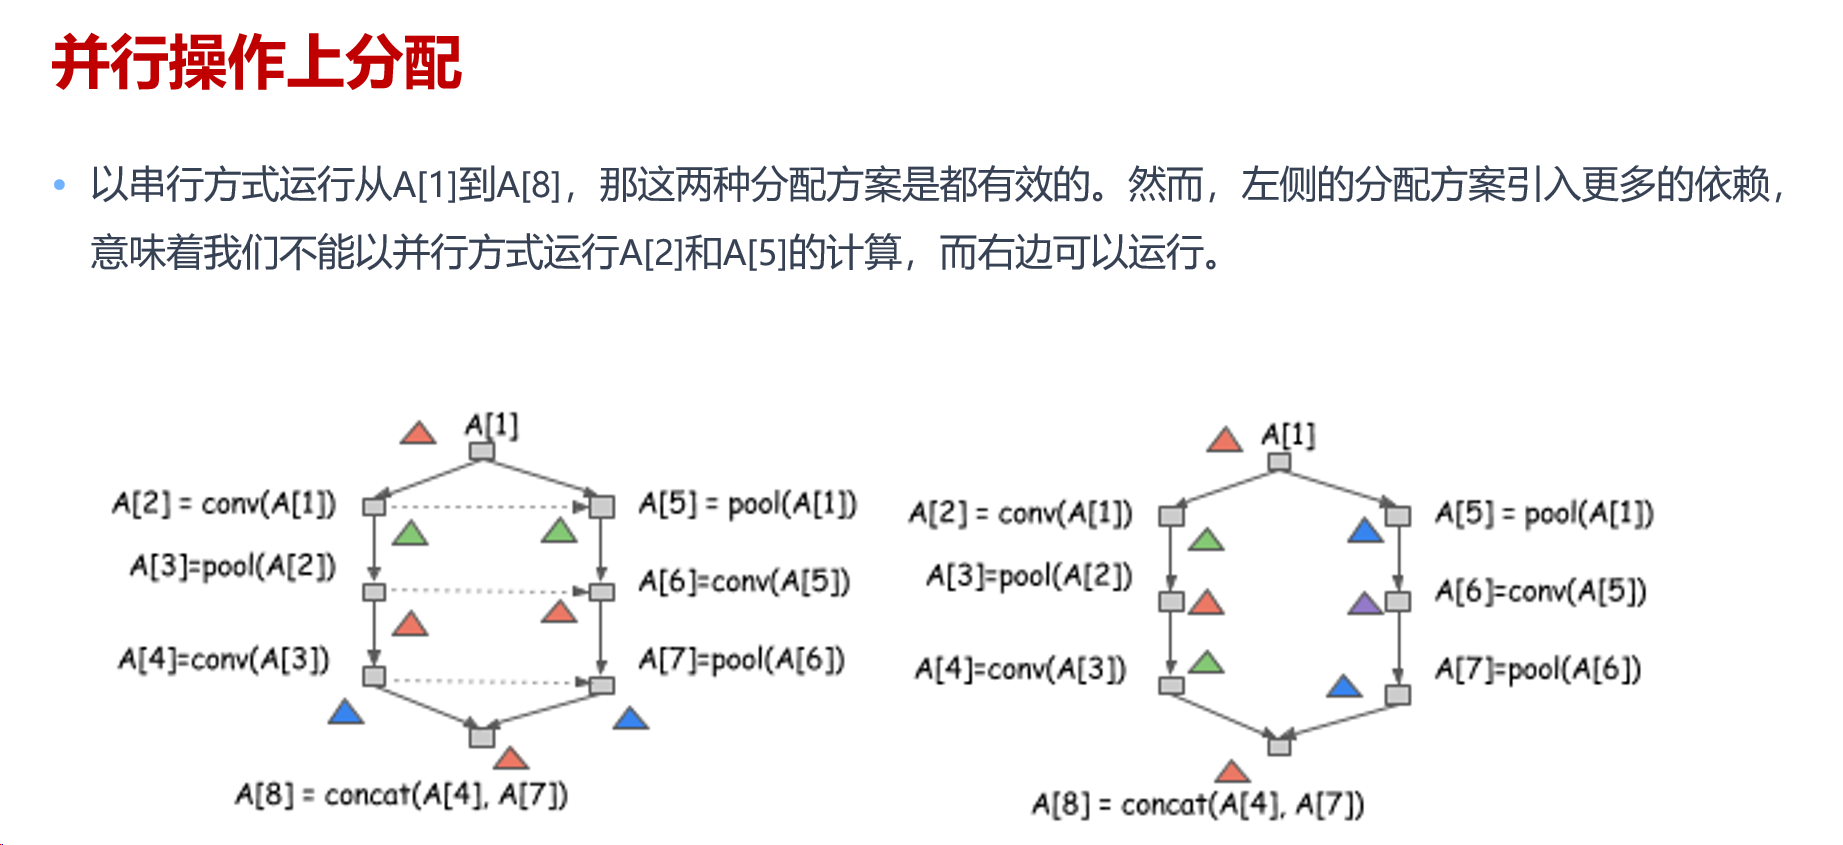 并行操作上分配
• 以串行方式运行从A[1]到A[8]，那这两种分配方案是都有效的。然而，左侧的分配方案引入更多的依赖，
意味着我们不能以并行方式运行A[2]和A[5]的计算，而右边可以运行。
A[1]
A[2] = conv(A[1])
A[5] = pool(A[1])
A[3]=pool(A[2])
A[6]=conv(A[5])
A[4]=conv(A[3])
A[7]=pool(A[6])
A[8] = concat(A[4], A[7])
A[1]
A[2] = conv(A[1])
A[5] = pool(A[1])
A[3]=pool(A[2])
A[6]=conv(A[5])
A[4]=conv(A[3])
A[7]=pool(A[6])
A[8] = concat(A[4], A[7])